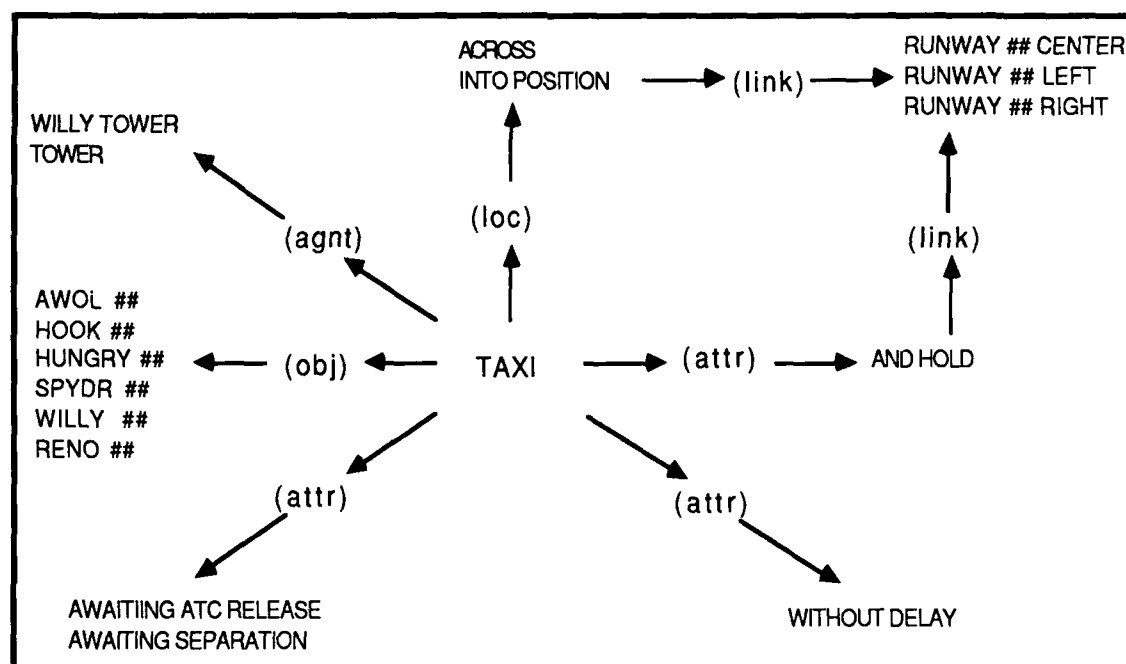 ACROSS
INTO POSITION
(link)
RUNWAY ## CENTER
RUNWAY ## LEFT
RUNWAY ## RIGHT
WILLY TOWER
TOWER
(agnt)
(loc)
(link)
AWOL ##
HOOK ##
HUNGRY ##
SPYDR ##
WILLY ##
RENO ##
(obj)
TAXI
(attr)
AND HOLD
(attr)
(attr)
AWAITIING ATC RELEASE
AWAITING SEPARATION
WITHOUT DELAY